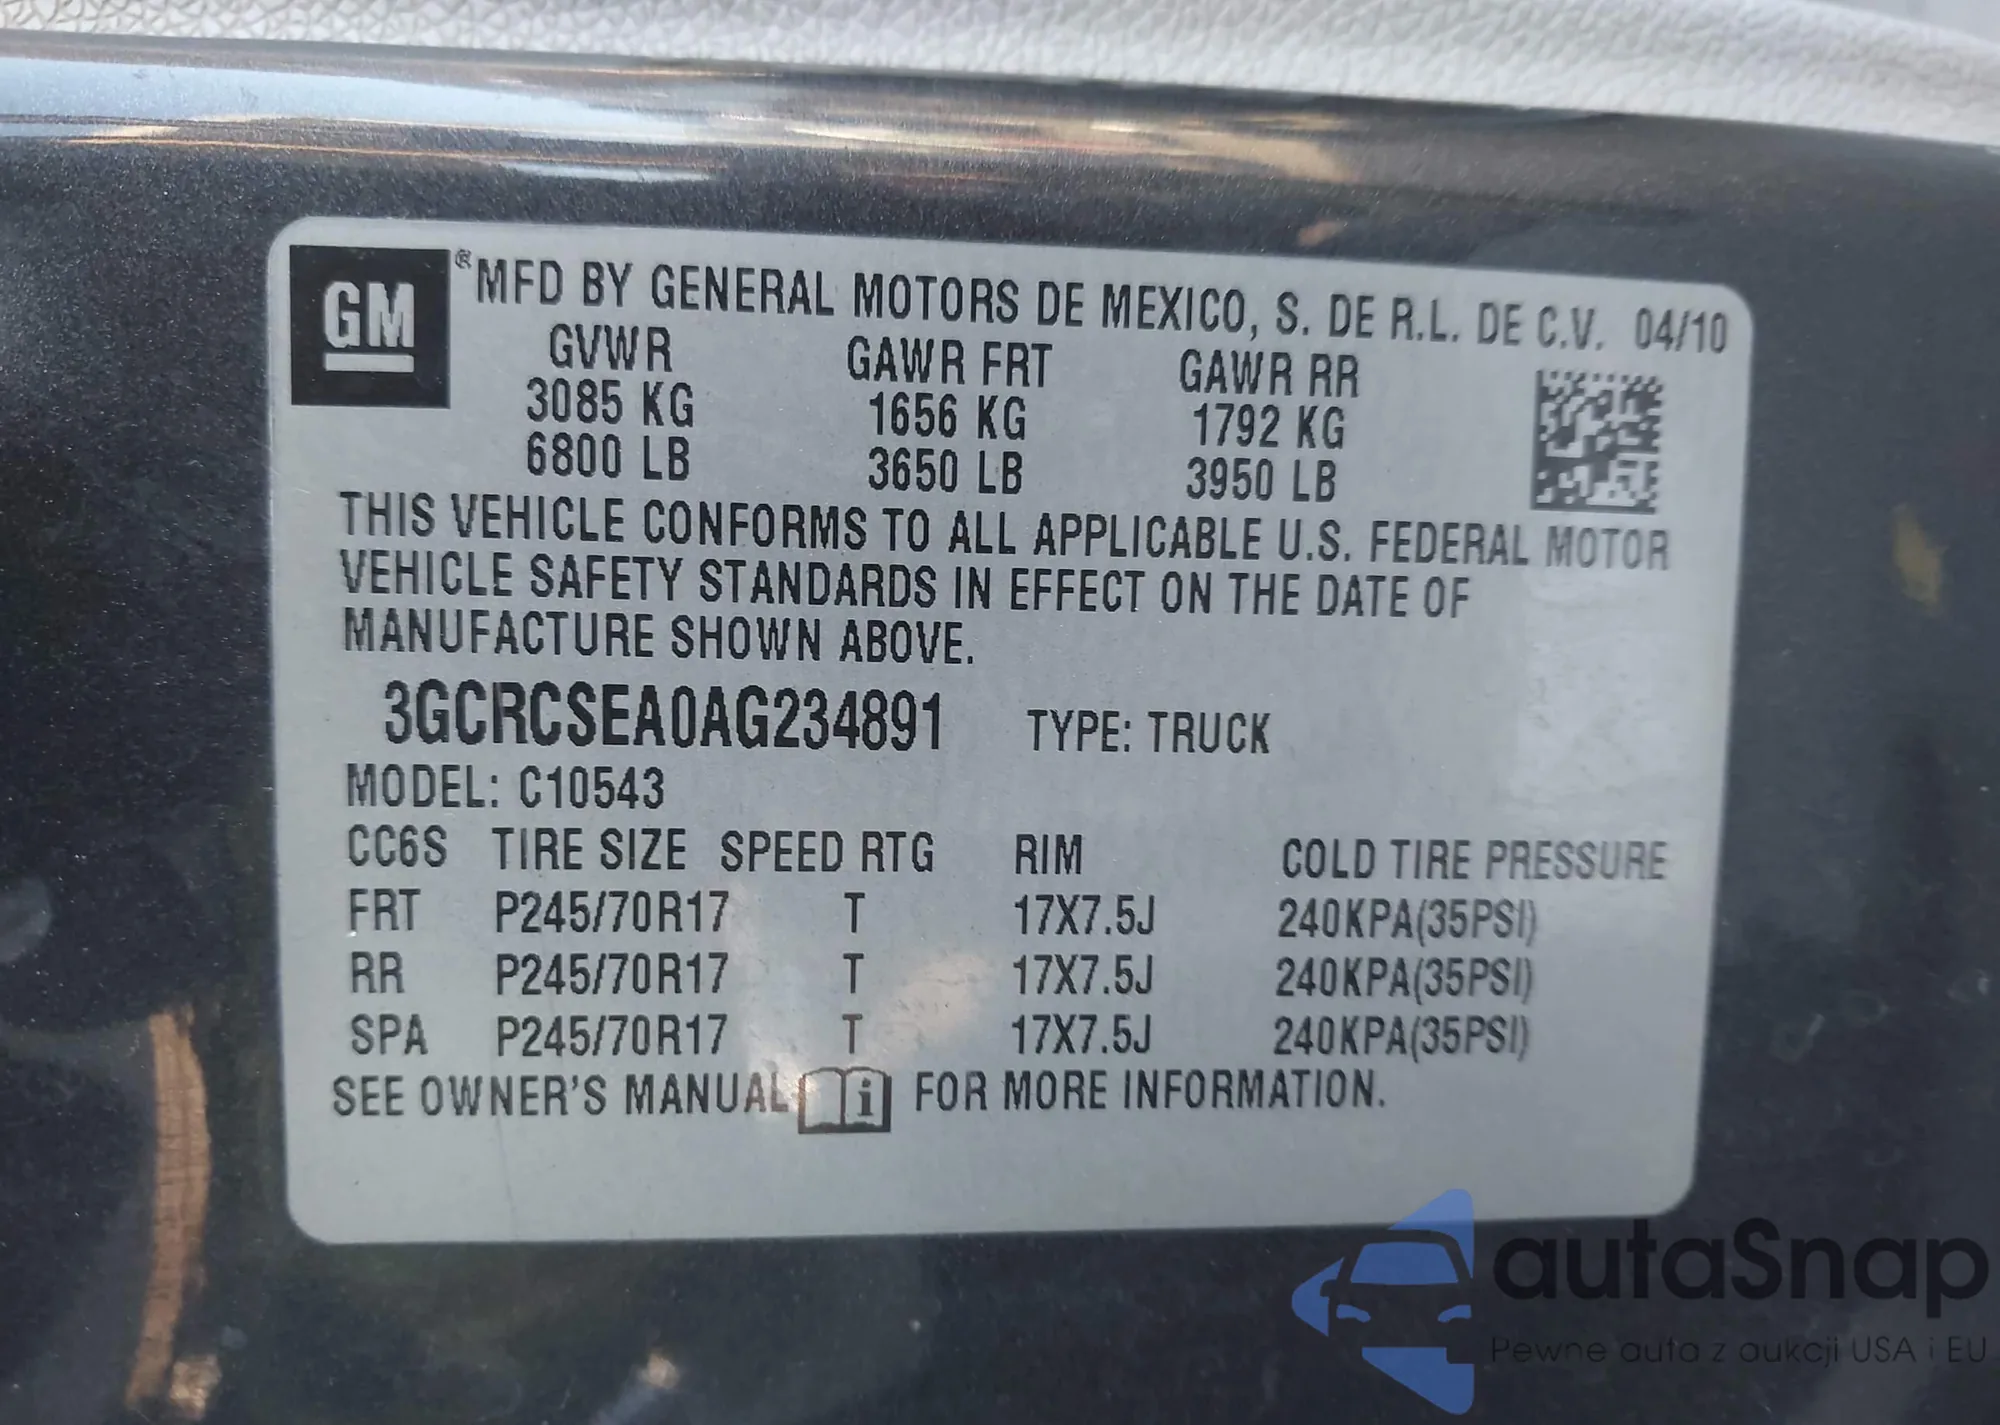 GM ® MFD BY GENERAL MOTORS DE MEXICO, S. DE R.L. DE C.V. 04/10
GVWR GAWR FRT GAWR RR
3085 KG 1656 KG 1792 KG
6800 LB 3650 LB 3950 LB
THIS VEHICLE CONFORMS TO ALL APPLICABLE U.S. FEDERAL MOTOR
VEHICLE SAFETY STANDARDS IN EFFECT ON THE DATE OF
MANUFACTURE SHOWN ABOVE.
3GCRCSEA0AG234891 TYPE: TRUCK
MODEL: C10543
CC6S TIRE SIZE SPEED RTG RIM COLD TIRE PRESSURE
FRT P245/70R17 T 17X7.5J 240KPA(35PSI)
RR P245/70R17 T 17X7.5J 240KPA(35PSI)
SPA P245/70R17 T 17X7.5J 240KPA(35PSI)
SEE OWNER'S MANUAL i FOR MORE INFORMATION.
autaSnap
Pewne auta z aukcji USA i EU